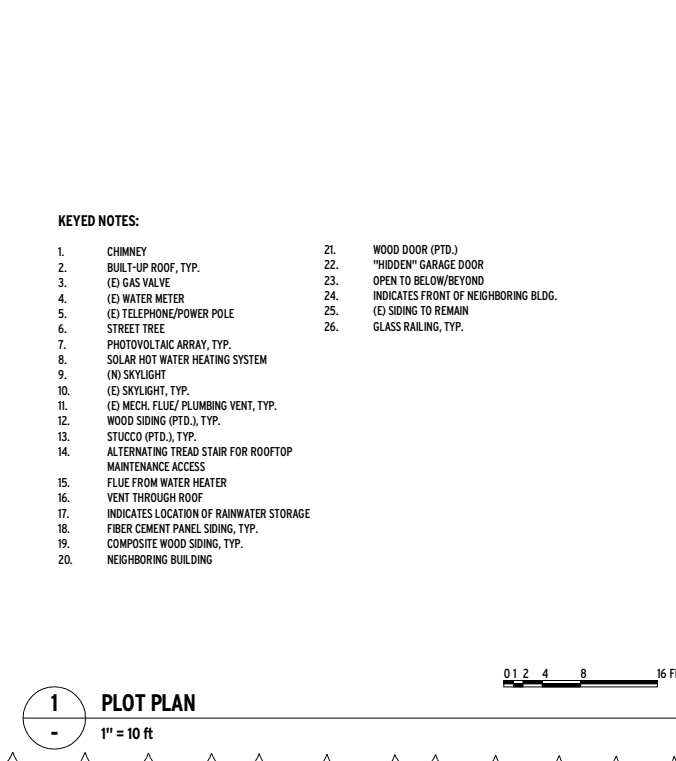 KEYED NOTES:
1. CHIMNEY
2. BUILT-UP ROOF, TYP.
3. (E) GAS VALVE
4. (E) WATER METER
5. (E) TELEPHONE/POWER POLE
6. STREET TREE
7. PHOTOVOLTAIC ARRAY, TYP.
8. SOLAR HOT WATER HEATING SYSTEM
9. (N) SKYLIGHT
10. (E) SKYLIGHT, TYP.
11. (E) MECH. FLUE/ PLUMBING VENT, TYP.
12. WOOD SIDING (PTD.), TYP.
13. STUCCO (PTD.), TYP.
14. ALTERNATING TREAD STAIR FOR ROOFTOP
MAINTENANCE ACCESS
15. FLUE FROM WATER HEATER
16. VENT THROUGH ROOF
17. INDICATES LOCATION OF RAINWATER STORAGE
18. FIBER CEMENT PANEL SIDING, TYP.
19. COMPOSITE WOOD SIDING, TYP.
20. NEIGHBORING BUILDING
21. WOOD DOOR (PTD.)
22. "HIDDEN" GARAGE DOOR
23. OPEN TO BELOW/BEYOND
24. INDICATES FRONT OF NEIGHBORING BLDG.
25. (E) SIDING TO REMAIN
26. GLASS RAILING, TYP.
0 1 2 4 8 16
1 PLOT PLAN
- 1" = 10 ft